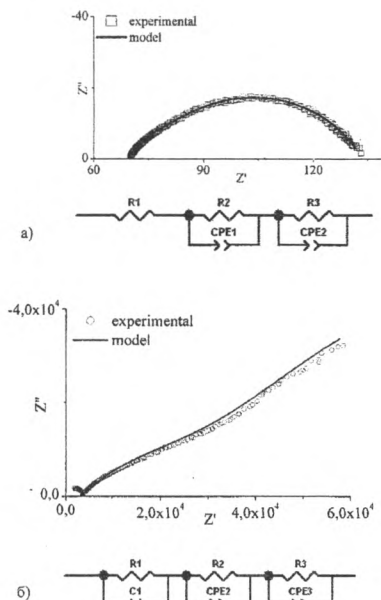 -40
experimental
model
-20
Z''
0
60
90
120
Z'
R1
R2
R3
CPE1
CPE2
а)
-4,0x10⁴
experimental
model
Z''
0,0
0,0
2,0x10⁴
4,0x10⁴
6,0x10⁴
Z'
R1
R2
R3
C1
CPE2
CPE3
б)